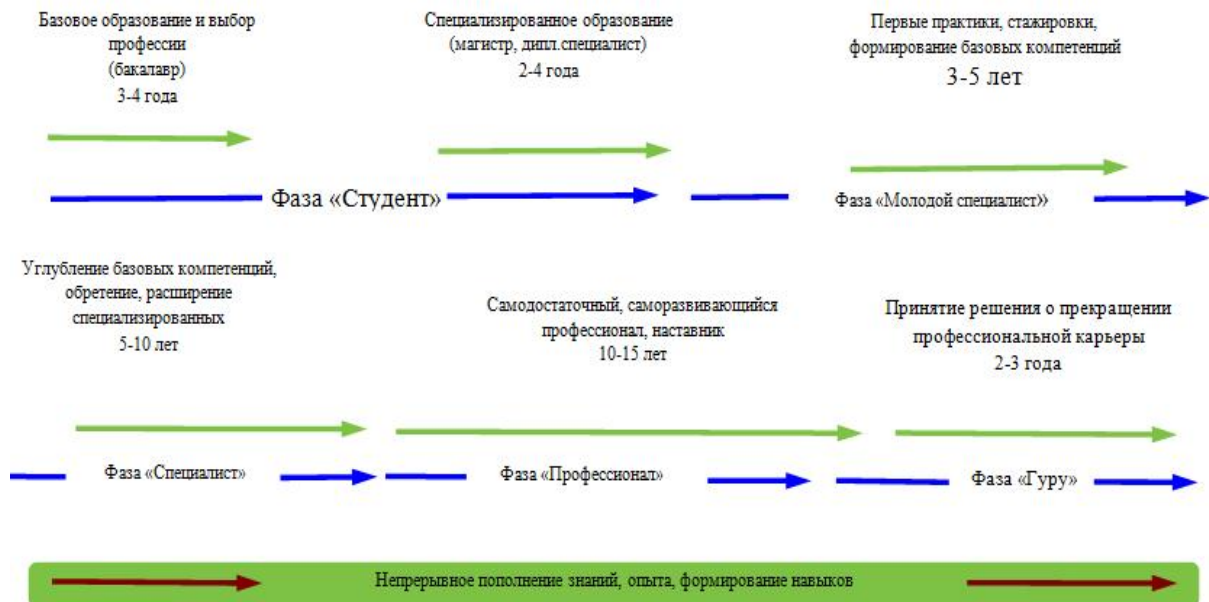 Базовое образование и выбор
профессии
(бакалавр)
3-4 года
Специализированное образование
(магистр, дипл.специалист)
2-4 года
Первые практики, стажировки,
формирование базовых компетенций
3-5 лет
Фаза «Студент»
Фаза «Молодой специалист»
Углубление базовых компетенций,
обретение, расширение
специализированных
5-10 лет
Самодостаточный, саморазвивающийся
профессионал, наставник
10-15 лет
Принятие решения о прекращении
профессиональной карьеры
2-3 года
Фаза «Специалист»
Фаза «Профессионал»
Фаза «Гуру»
Непрерывное пополнение знаний, опыта, формирование навыков